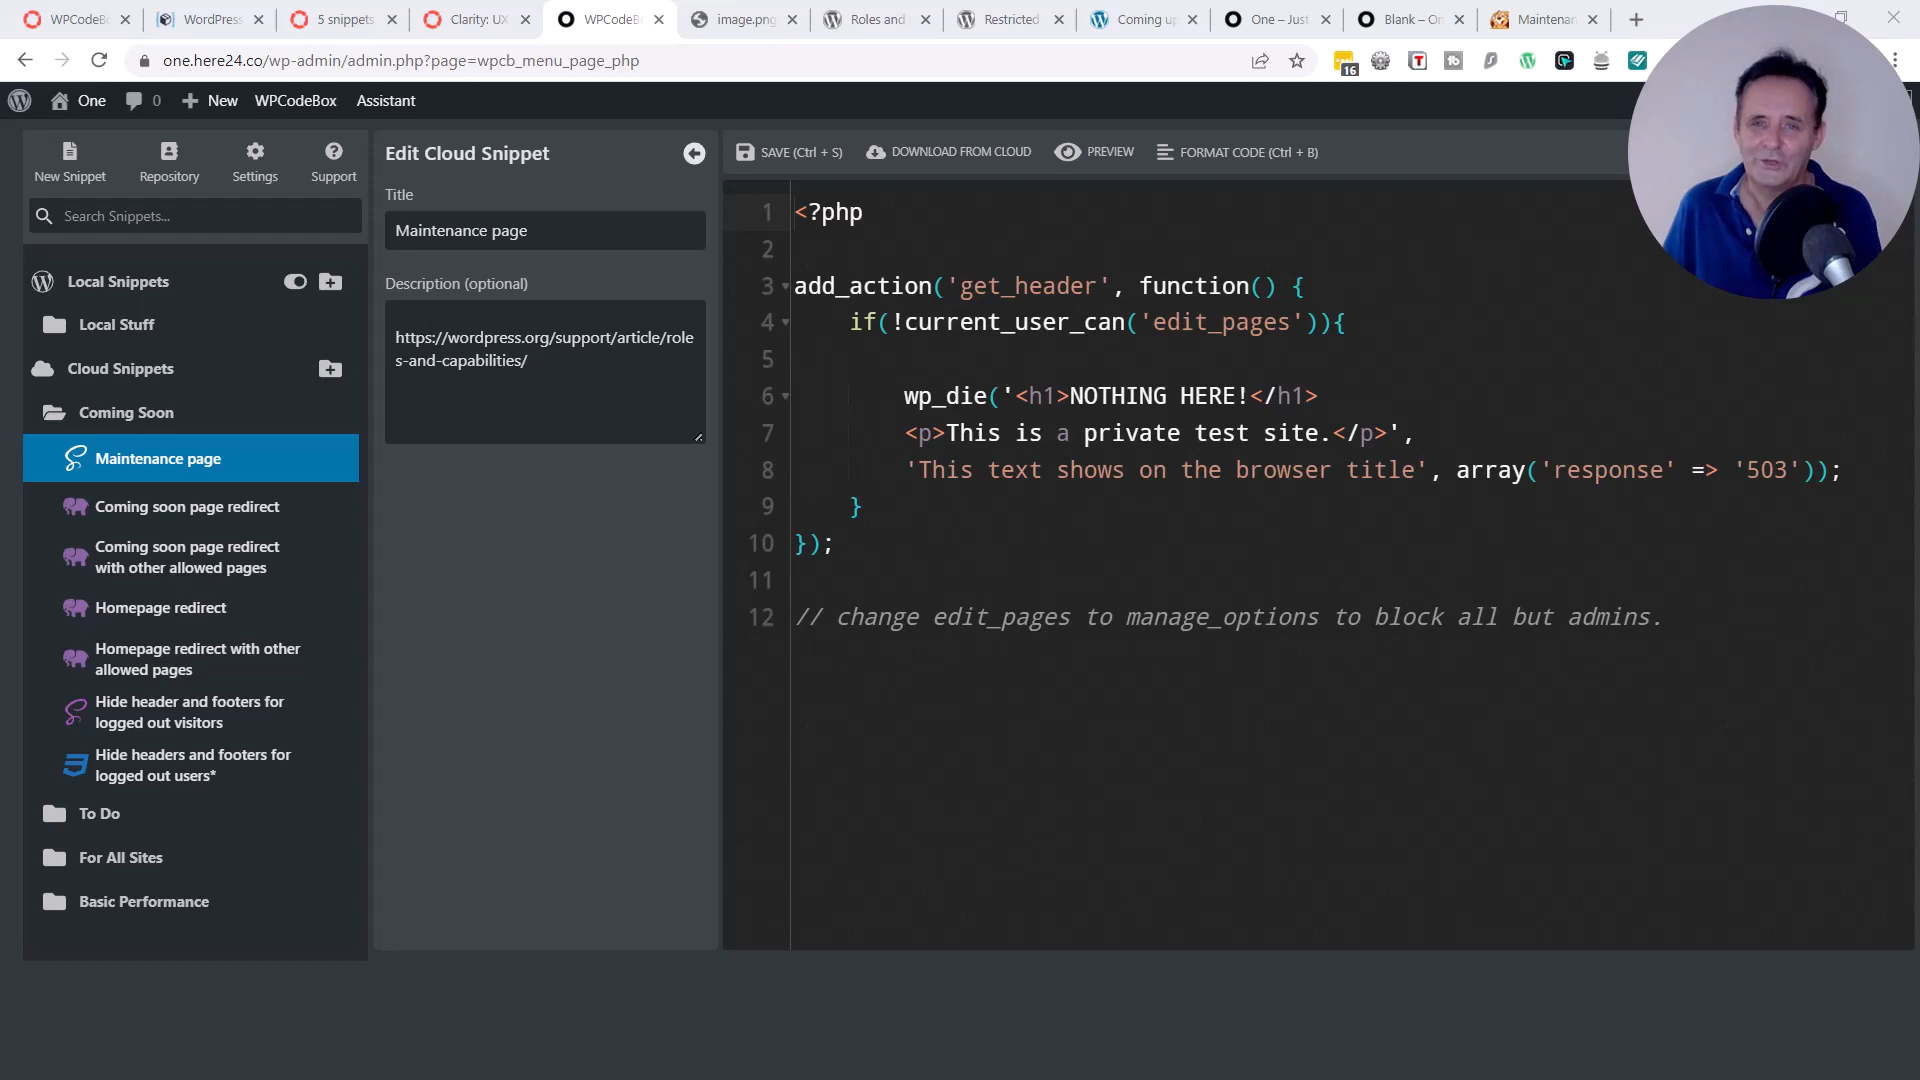 WPCodeB
WordPress
5 snippets
Clarity: UX
WPCodeB
image.png
Roles and
Restricted
Coming up
One – Just
Blank – On
Maintenan
one.here24.co/wp-admin/admin.php?page=wpcb_menu_page_php
16
One
0
New
WPCodeBox
Assistant
New Snippet
Repository
Settings
Support
Search Snippets...
Local Snippets
Local Stuff
Cloud Snippets
Coming Soon
Maintenance page
Coming soon page redirect
Coming soon page redirect
with other allowed pages
Homepage redirect
Homepage redirect with other
allowed pages
Hide header and footers for
logged out visitors
Hide headers and footers for
logged out users*
To Do
For All Sites
Basic Performance
Edit Cloud Snippet
Title
Maintenance page
Description (optional)
https://wordpress.org/support/article/role
s-and-capabilities/
SAVE (Ctrl + S)
DOWNLOAD FROM CLOUD
PREVIEW
FORMAT CODE (Ctrl + B)
1 <?php
2
3 add_action('get_header', function() {
4 if(!current_user_can('edit_pages')){
5
6 wp_die('<h1>NOTHING HERE!</h1>
7 <p>This is a private test site.</p>',
8 'This text shows on the browser title', array('response' => '503'));
9 }
10 });
11
12 // change edit_pages to manage_options to block all but admins.